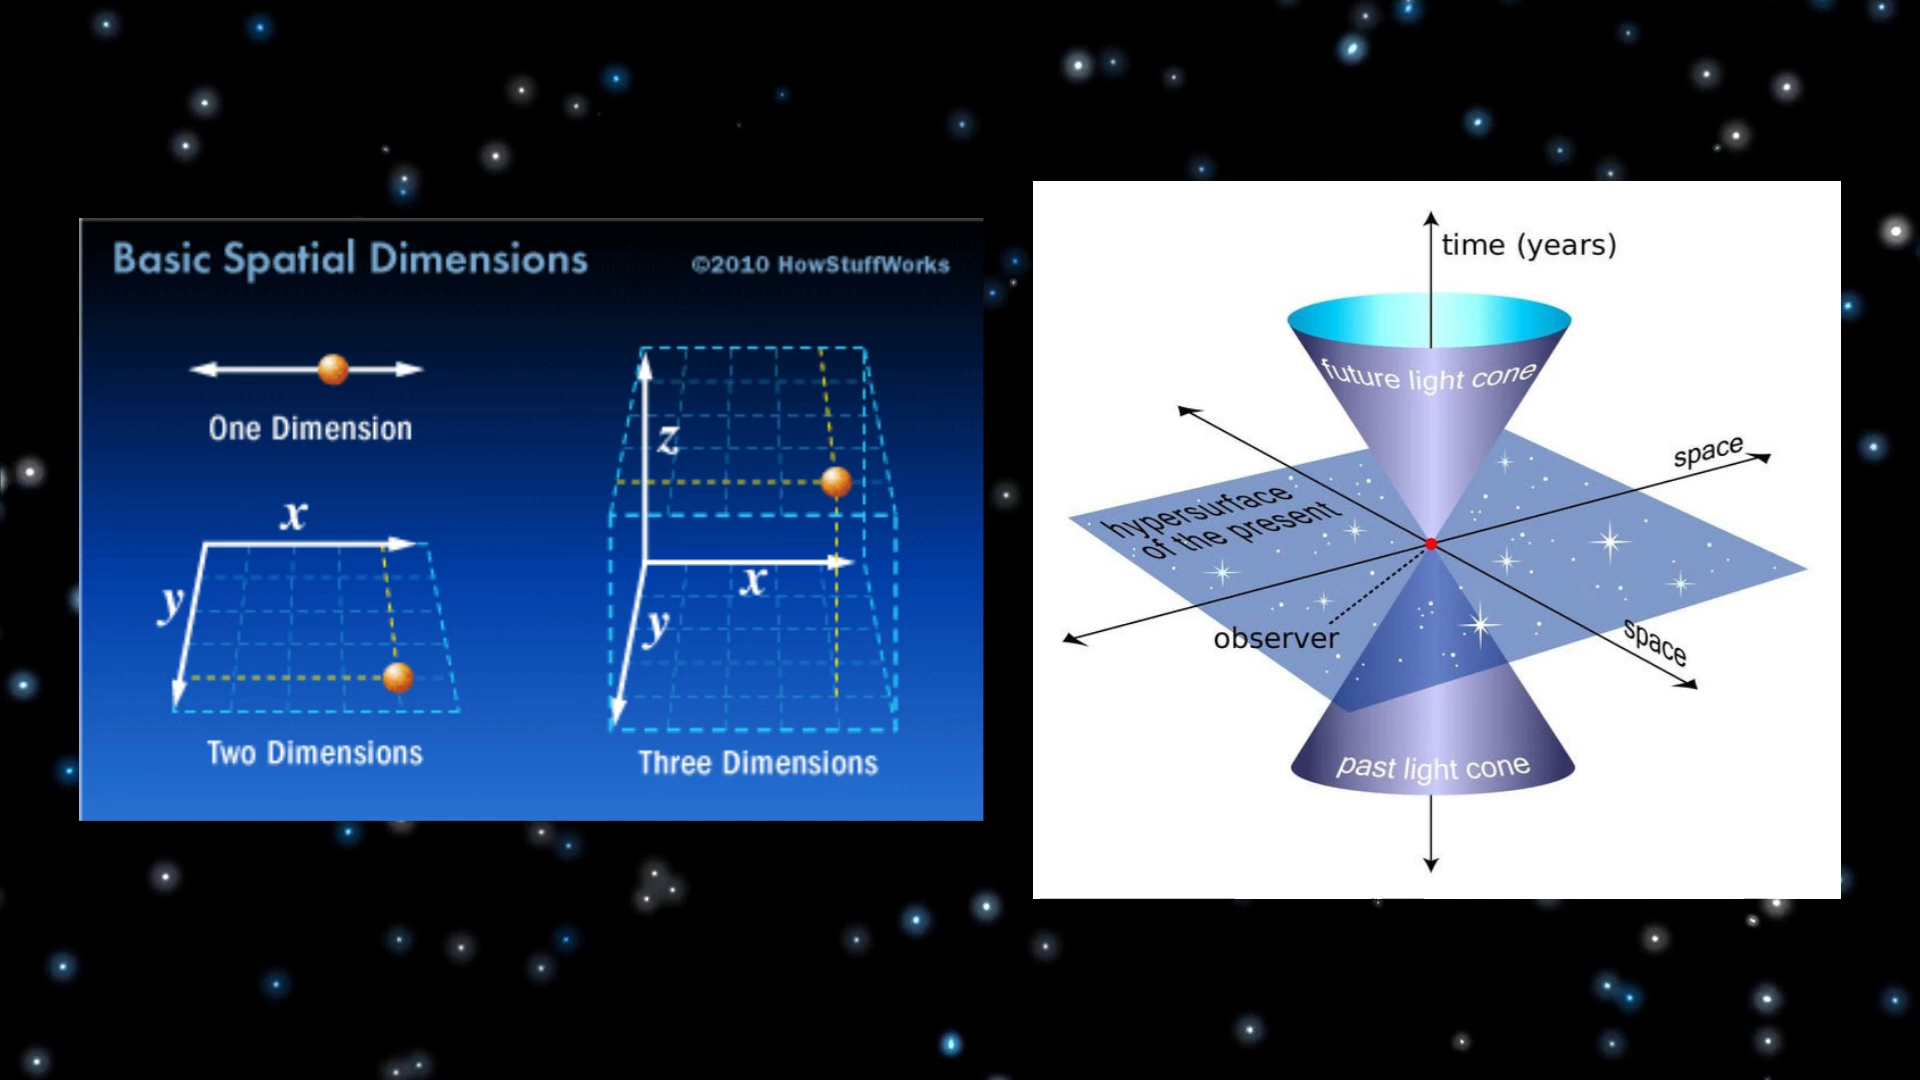 Basic Spatial Dimensions
©2010 HowStuffWorks
One Dimension
x
y
Two Dimensions
z
x
y
Three Dimensions
time (years)
future light cone
space
hypersurface
of the present
observer
space
past light cone